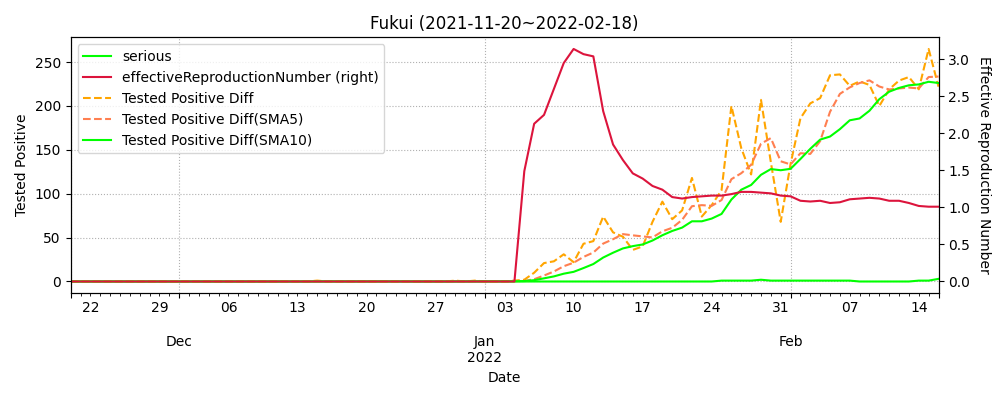 Fukui (2021-11-20~2022-02-18)
serious
effectiveReproductionNumber (right)
Tested Positive Diff
Tested Positive Diff(SMA5)
Tested Positive Diff(SMA10)
Tested Positive
250
200
150
100
50
0
3.0
2.5
2.0
1.5
1.0
0.5
0.0
Effective Reproduction Number
22 29 06 13 20 27 03 10 17 24 31 07 14
Dec Jan Feb
2022
Date